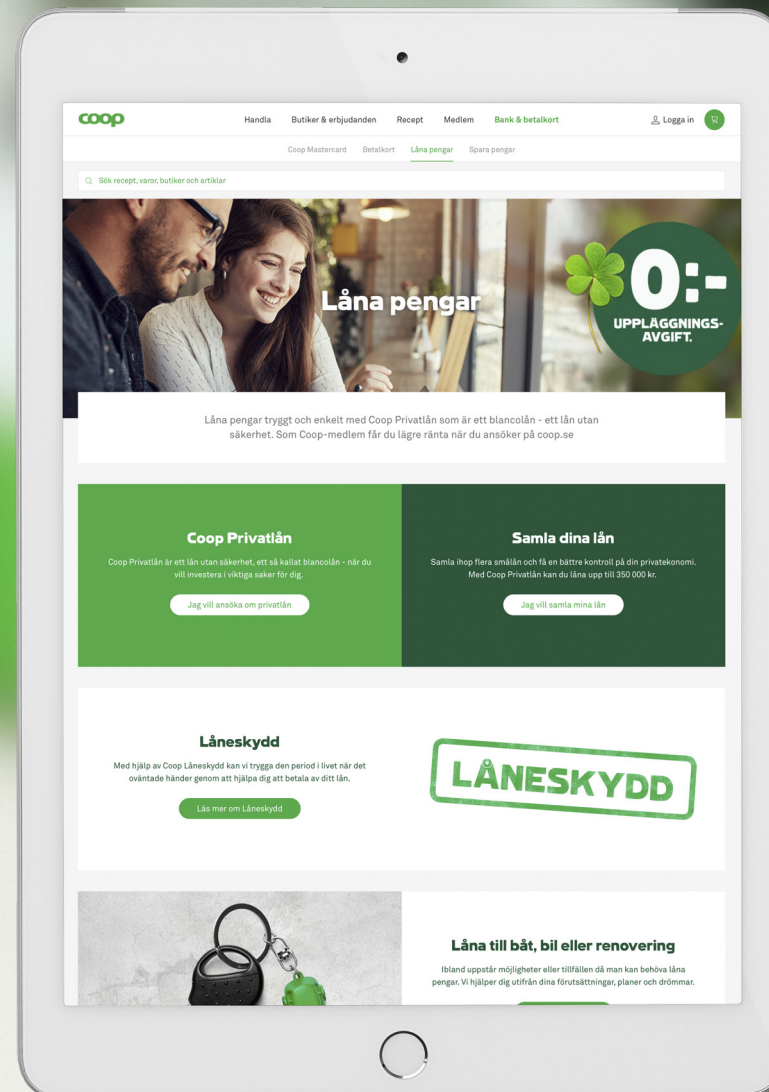 coop
Handla Butiker & erbjudanden Recept Medlem Bank & betalkort Logga in
Coop Mastercard Betalkort Låna pengar Spara pengar
Sök recept, varor, butiker och artiklar
Låna pengar
0:-
UPPLÄGGNINGS-
AVGIFT.
Låna pengar tryggt och enkelt med Coop Privatlån som är ett blancolån - ett lån utan
säkerhet. Som Coop-medlem får du lägre ränta när du ansöker på coop.se
Coop Privatlån
Coop Privatlån är ett lån utan säkerhet, ett så kallat blancolån - när du
vill investera i viktiga saker för dig.
Jag vill ansöka om privatlån
Samla dina lån
Samla ihop flera smålån och få en bättre kontroll på din privatekonomi.
Med Coop Privatlån kan du låna upp till 350 000 kr.
Jag vill samla mina lån
Låneskydd
Med hjälp av Coop Låneskydd kan vi trygga den period i livet när det
oväntade händer genom att hjälpa dig att betala av ditt lån.
Läs mer om Låneskydd
LÅNESKYDD
Låna till båt, bil eller renovering
Ibland uppstår möjligheter eller tillfällen då man kan behöva låna
pengar. Vi hjälper dig utifrån dina förutsättningar, planer och drömmar.